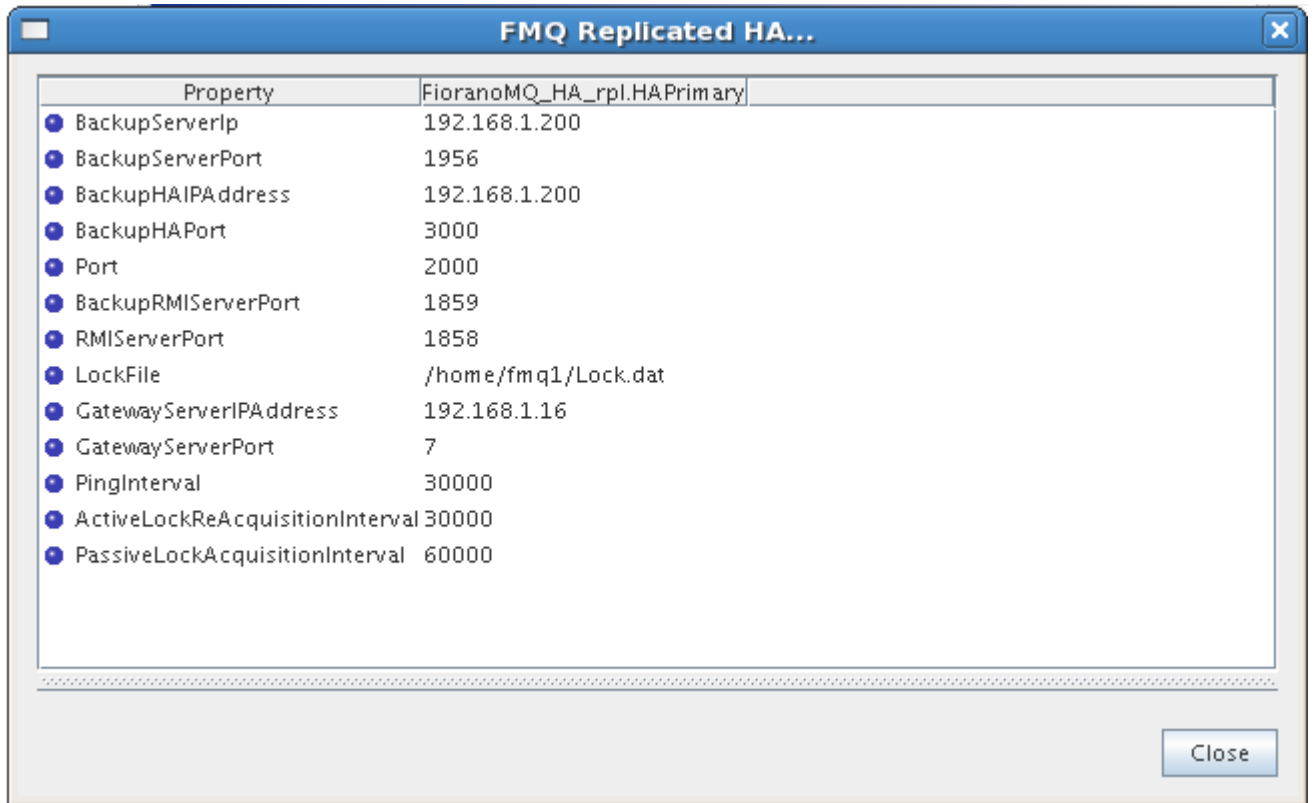 FMQ Replicated HA...
Property FioranoMQ_HA_rpl.HAPrimary
BackupServerIp 192.168.1.200
BackupServerPort 1956
BackupHAIPAddress 192.168.1.200
BackupHAPort 3000
Port 2000
BackupRMIServerPort 1859
RMIServerPort 1858
LockFile /home/fmq1/Lock.dat
GatewayServerIPAddress 192.168.1.16
GatewayServerPort 7
PingInterval 30000
ActiveLockReAcquisitionInterval 30000
PassiveLockAcquisitionInterval 60000
Close